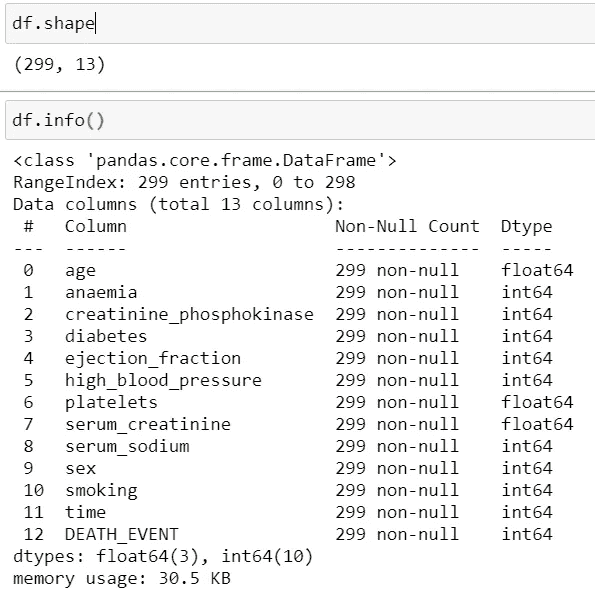 df.shape
(299, 13)
df.info()
<class 'pandas.core.frame.DataFrame'>
RangeIndex: 299 entries, 0 to 298
Data columns (total 13 columns):
 #   Column                    Non-Null Count  Dtype
---  ------                    --------------  -----
 0   age                       299 non-null    float64
 1   anaemia                   299 non-null    int64
 2   creatinine_phosphokinase  299 non-null    int64
 3   diabetes                  299 non-null    int64
 4   ejection_fraction         299 non-null    int64
 5   high_blood_pressure       299 non-null    int64
 6   platelets                 299 non-null    float64
 7   serum_creatinine          299 non-null    float64
 8   serum_sodium              299 non-null    int64
 9   sex                       299 non-null    int64
 10  smoking                   299 non-null    int64
 11  time                      299 non-null    int64
 12  DEATH_EVENT               299 non-null    int64
dtypes: float64(3), int64(10)
memory usage: 30.5 KB